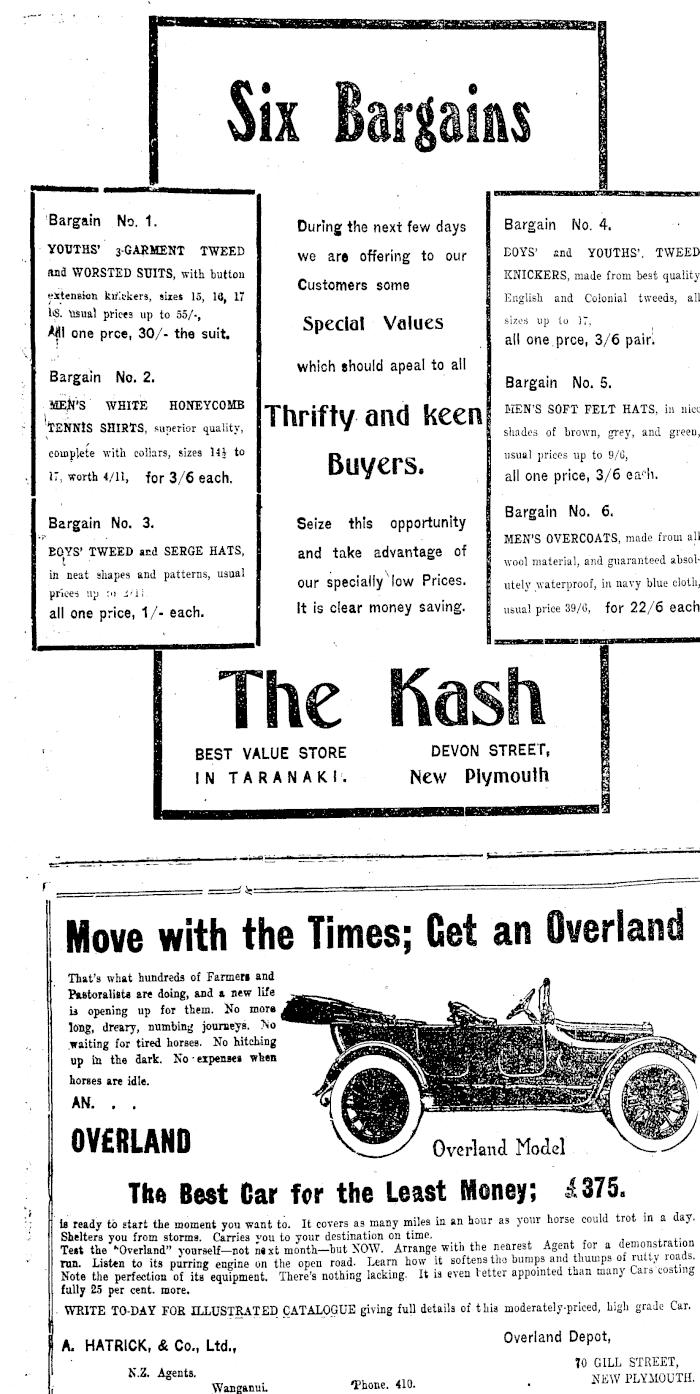 Six Bargains
Bargain No. 1.
YOUTHS' 3-GARMENT TWEED
and WORSTED SUITS, with button
extension knickers, sizes 15, 16, 17
18. usual prices up to 55/-,
All one prce, 30/- the suit.
Bargain No. 2.
MEN'S WHITE HONEYCOMB
TENNIS SHIRTS, superior quality,
complete with collars, sizes 14½ to
17, worth 4/11, for 3/6 each.
Bargain No. 3.
BOYS' TWEED and SERGE HATS,
in neat shapes and patterns, usual
prices up to 2/11
all one price, 1/- each.
During the next few days
we are offering to our
Customers some
Special Values
which should apeal to all
Thrifty and keen
Buyers.
Seize this opportunity
and take advantage of
our specially low Prices.
It is clear money saving.
Bargain No. 4.
BOYS' and YOUTHS'. TWEED
KNICKERS, made from best quality
English and Colonial tweeds, all
sizes up to 17,
all one prce, 3/6 pair.
Bargain No. 5.
MEN'S SOFT FELT HATS, in nice
shades of brown, grey, and green,
usual prices up to 9/6,
all one price, 3/6 each.
Bargain No. 6.
MEN'S OVERCOATS, made from all
wool material, and guaranteed absol-
utely waterproof, in navy blue cloth,
usual price 39/6, for 22/6 each
The Kash
BEST VALUE STORE
IN TARANAKI.
DEVON STREET,
New Plymouth
Move with the Times; Get an Overland
That's what hundreds of Farmers and
Pastoralists are doing, and a new life
is opening up for them. No more
long, dreary, numbing journeys. No
waiting for tired horses. No hitching
up in the dark. No expenses when
horses are idle.
AN. . .
OVERLAND
Overland Model
The Best Car for the Least Money; £375.
is ready to start the moment you want to. It covers as many miles in an hour as your horse could trot in a day.
Shelters you from storms. Carries you to your destination on time.
Test the "Overland" yourself—not next month—but NOW. Arrange with the nearest Agent for a demonstration
run. Listen to its purring engine on the open road. Learn how it softens the bumps and thumps of rutty roads.
Note the perfection of its equipment. There's nothing lacking. It is even better appointed than many Cars costing
fully 25 per cent. more.
WRITE TO-DAY FOR ILLUSTRATED CATALOGUE giving full details of this moderately-priced, high grade Car.
A. HATRICK, & Co., Ltd.,
N.Z. Agents.
Wanganui.
'Phone. 410.
Overland Depot,
70 GILL STREET,
NEW PLYMOUTH.